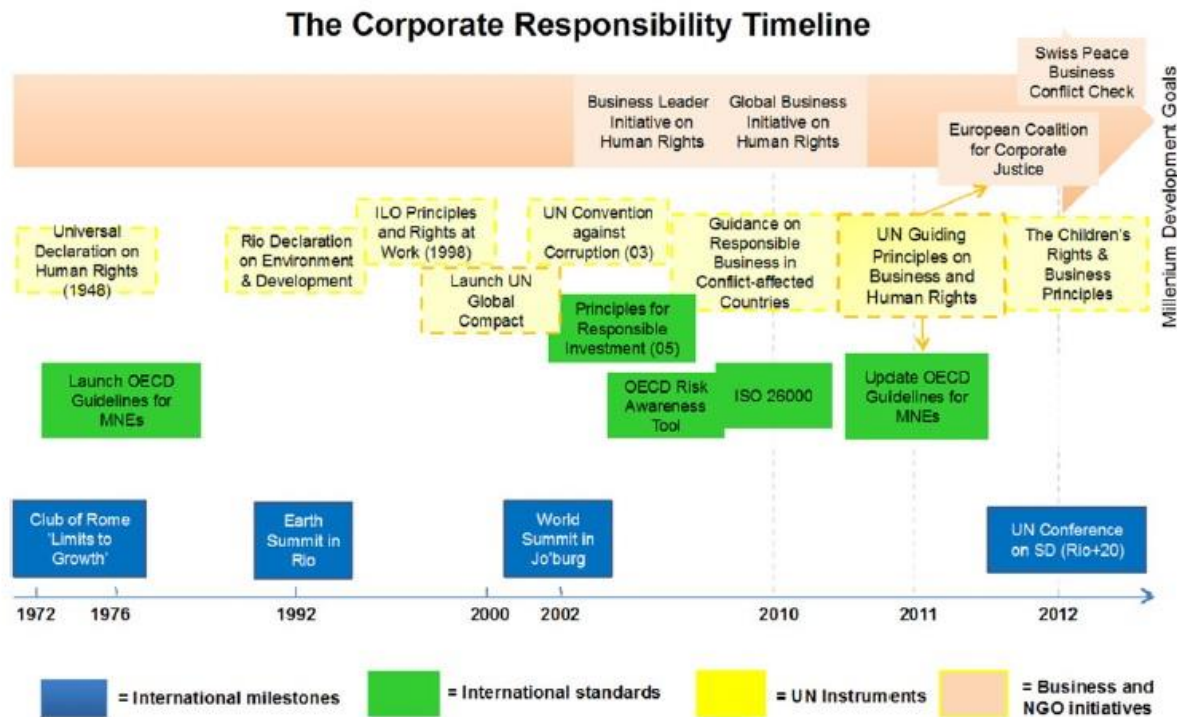 The Corporate Responsibility Timeline
Swiss Peace
Business
Conflict Check
Business Leader
Initiative on
Human Rights
Global Business
Initiative on
Human Rights
European Coalition
for Corporate
Justice
Millenium Development Goals
Universal
Declaration on
Human Rights
(1948)
Rio Declaration
on Environment
& Development
ILO Principles
and Rights at
Work (1998)
Launch UN
Global
Compact
UN Convention
against
Corruption (03)
Guidance on
Responsible
Business in
Conflict-affected
Countries
UN Guiding
Principles on
Business and
Human Rights
The Children's
Rights &
Business
Principles
Principles for
Responsible
Investment (05)
Launch OECD
Guidelines for
MNEs
OECD Risk
Awareness
Tool
ISO 26000
Update OECD
Guidelines for
MNEs
Club of Rome
'Limits to
Growth'
Earth
Summit in
Rio
World
Summit in
Jo'burg
UN Conference
on SD (Rio+20)
1972
1976
1992
2000
2002
2010
2011
2012
= International milestones
= International standards
= UN Instruments
= Business and
NGO initiatives